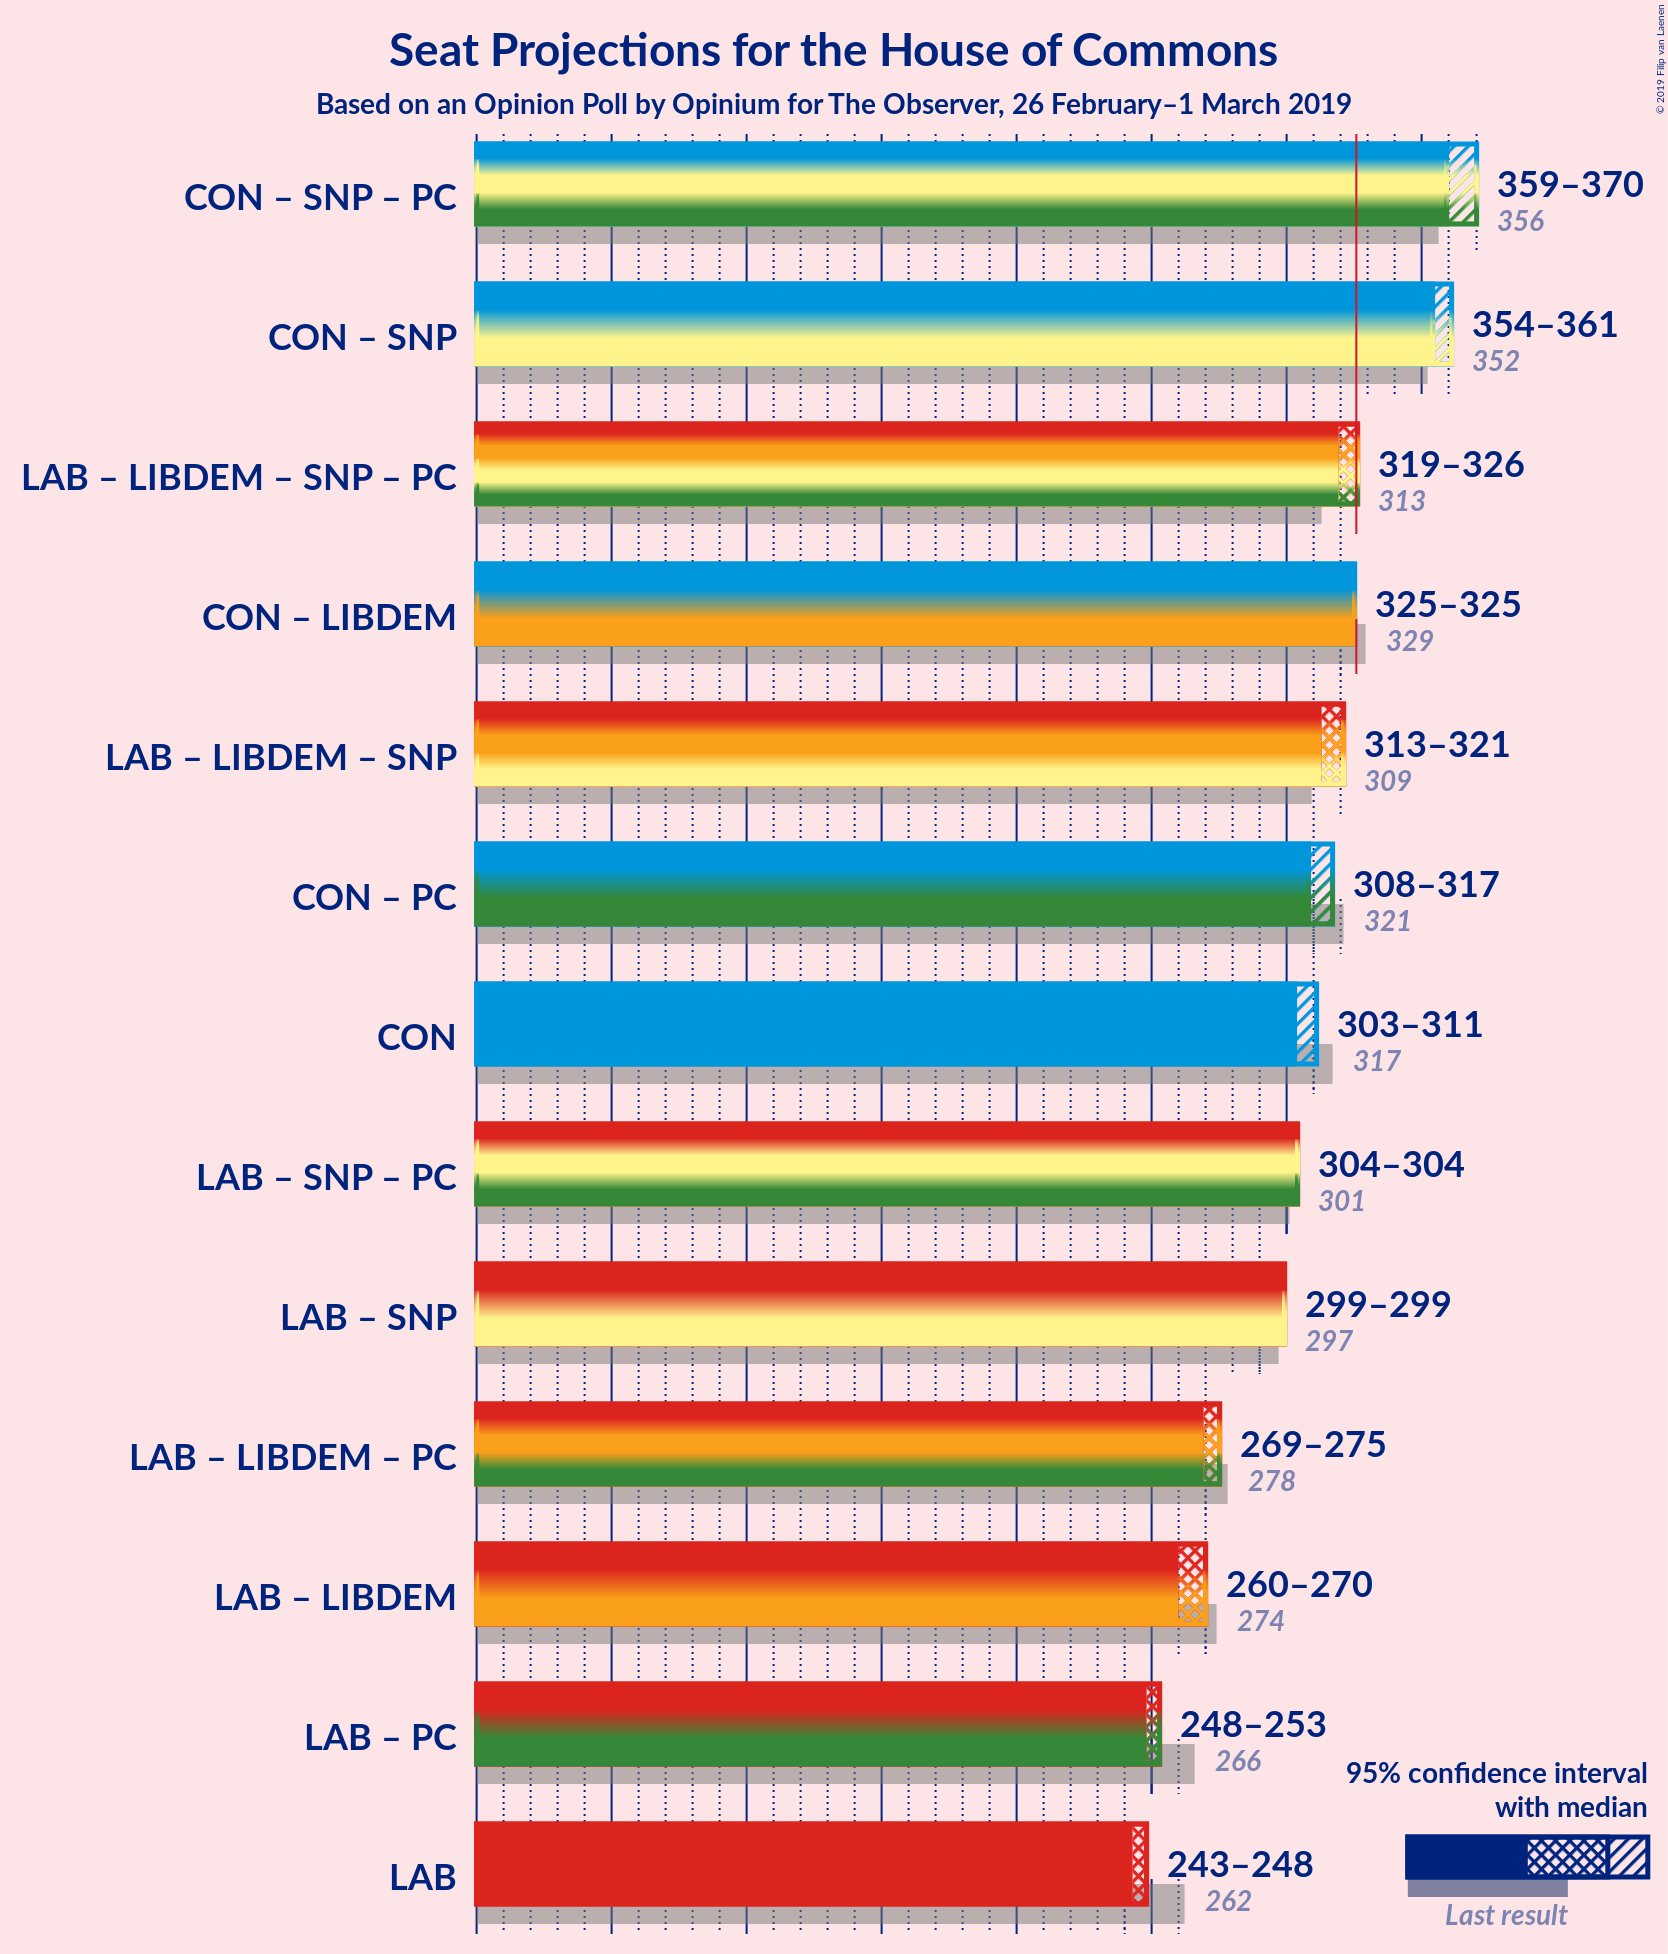 © 2019 Filip van Laenen
Seat Projections for the House of Commons
Based on an Opinion Poll by Opinium for The Observer, 26 February–1 March 2019
CON – SNP – PC
359–370
356
CON – SNP
354–361
352
LAB – LIBDEM – SNP – PC
319–326
313
CON – LIBDEM
325–325
329
LAB – LIBDEM – SNP
313–321
309
CON – PC
308–317
321
CON
303–311
317
LAB – SNP – PC
304–304
301
LAB – SNP
299–299
297
LAB – LIBDEM – PC
269–275
278
LAB – LIBDEM
260–270
274
LAB – PC
248–253
266
LAB
243–248
262
95% confidence interval
with median
Last result